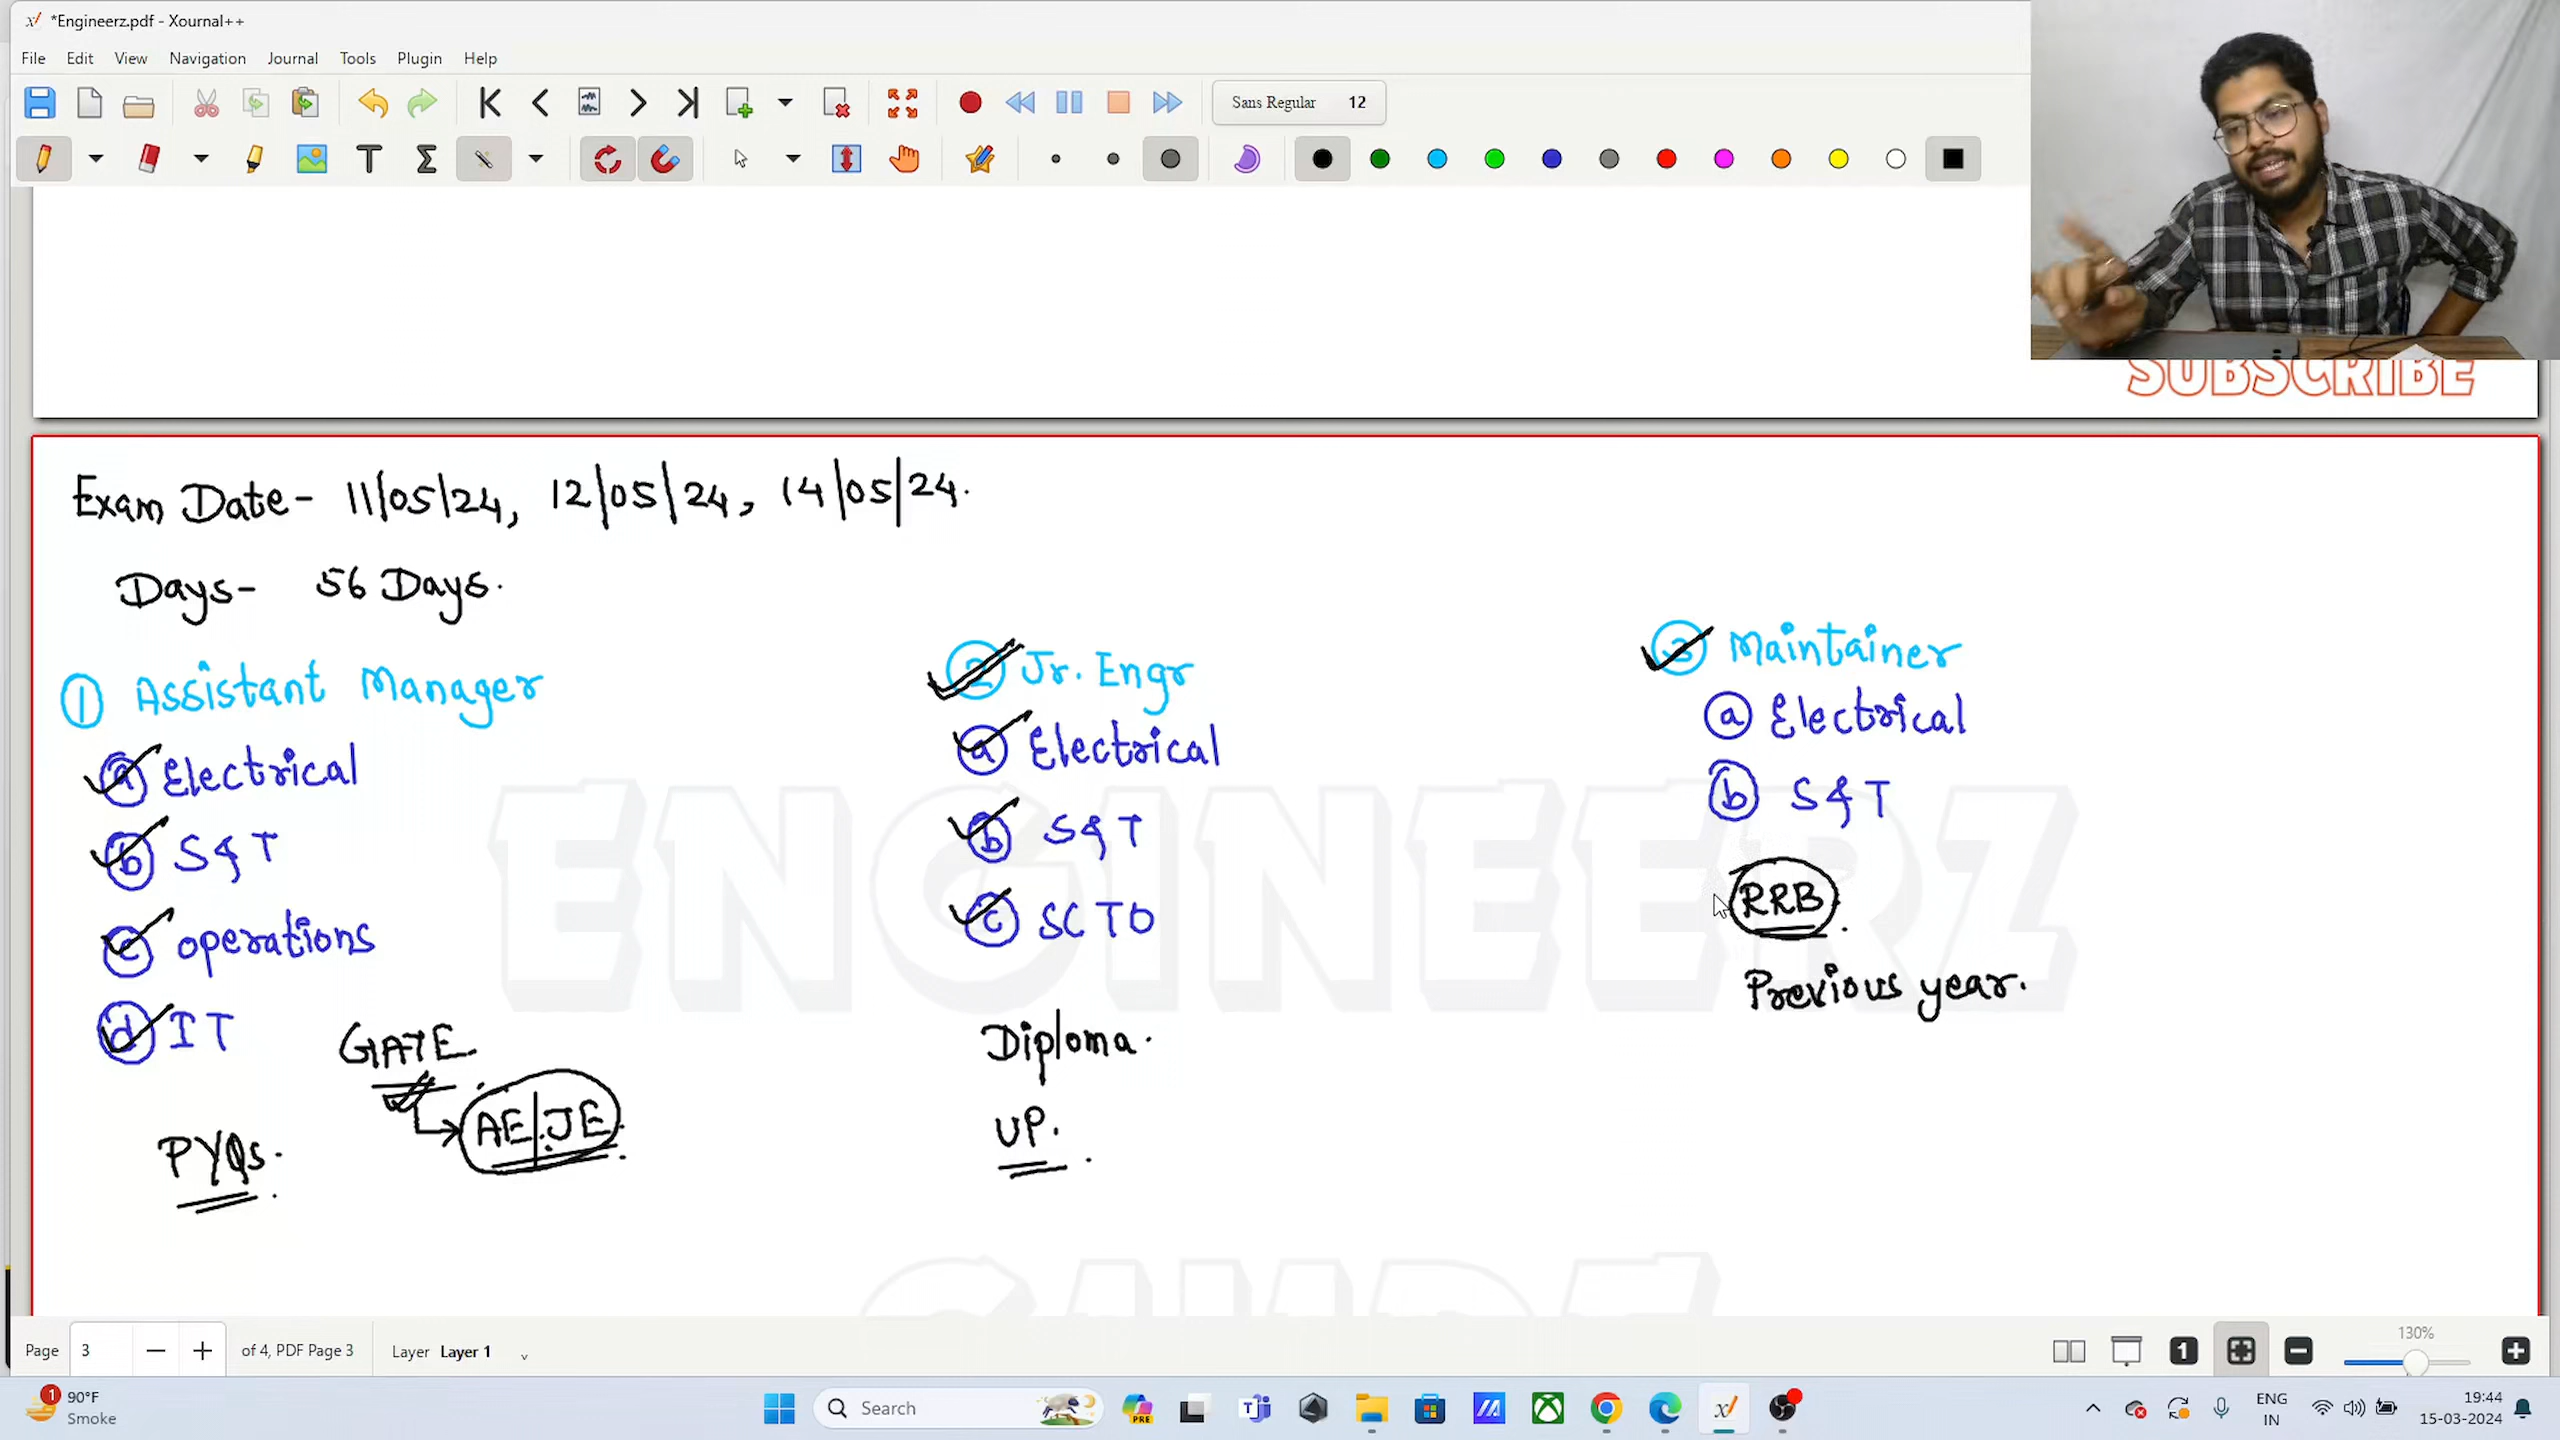 *Engineerz.pdf - Xournal++
File Edit View Navigation Journal Tools Plugin Help
Sans Regular 12
SUBSCRIBE
Exam Date- 11/05/24, 12/05/24, 14/05/24.
Days- 56 Days.
① Assistant Manager
ⓐ Electrical
ⓑ S&T
ⓒ operations
ⓓ IT
GATE
AE|JE
PYQs.
② Jr. Engr
ⓐ Electrical
ⓑ S&T
ⓒ SCTO
Diploma.
UP.
③ Maintainer
ⓐ Electrical
ⓑ S&T
RRB
Previous year.
ENGINEERZ
GUIDE
Page 3 of 4, PDF Page 3 Layer Layer 1
130%
1
90°F
Smoke
Search
PRE
ENG
IN
19:44
15-03-2024